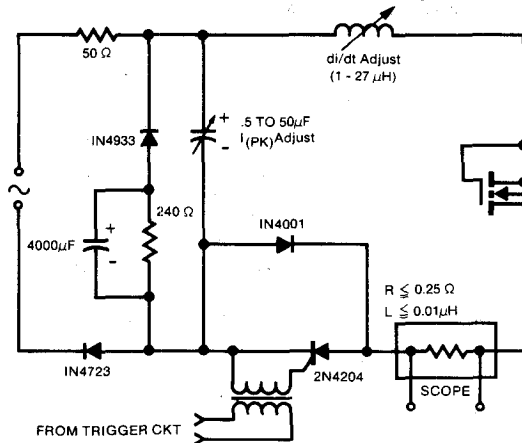 50 Ω
di/dt Adjust
(1 - 27 μH)
IN4933
+
-
.5 TO 50μF
I(PK) Adjust
4000μF
+
-
240 Ω
IN4001
R ≦ 0.25 Ω
L ≦ 0.01μH
IN4723
2N4204
SCOPE
FROM TRIGGER CKT